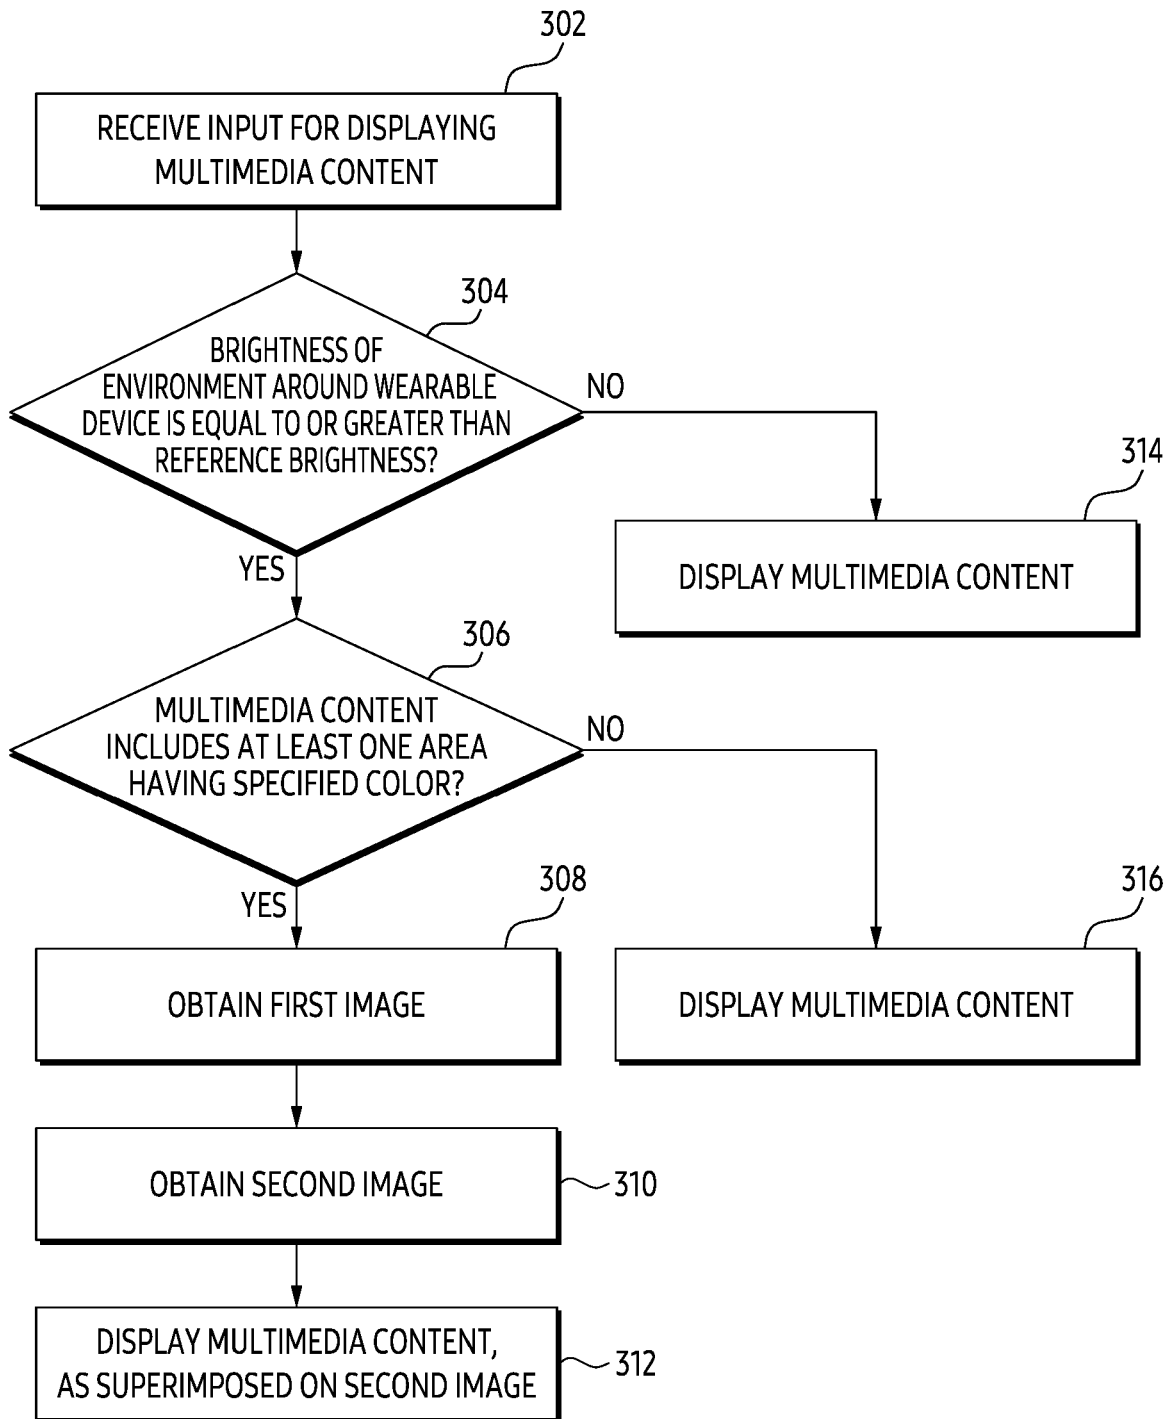 302
RECEIVE INPUT FOR DISPLAYING
MULTIMEDIA CONTENT
304
BRIGHTNESS OF
ENVIRONMENT AROUND WEARABLE
DEVICE IS EQUAL TO OR GREATER THAN
REFERENCE BRIGHTNESS?
NO
314
DISPLAY MULTIMEDIA CONTENT
YES
306
MULTIMEDIA CONTENT
INCLUDES AT LEAST ONE AREA
HAVING SPECIFIED COLOR?
NO
316
DISPLAY MULTIMEDIA CONTENT
YES
308
OBTAIN FIRST IMAGE
OBTAIN SECOND IMAGE
310
DISPLAY MULTIMEDIA CONTENT,
AS SUPERIMPOSED ON SECOND IMAGE
312